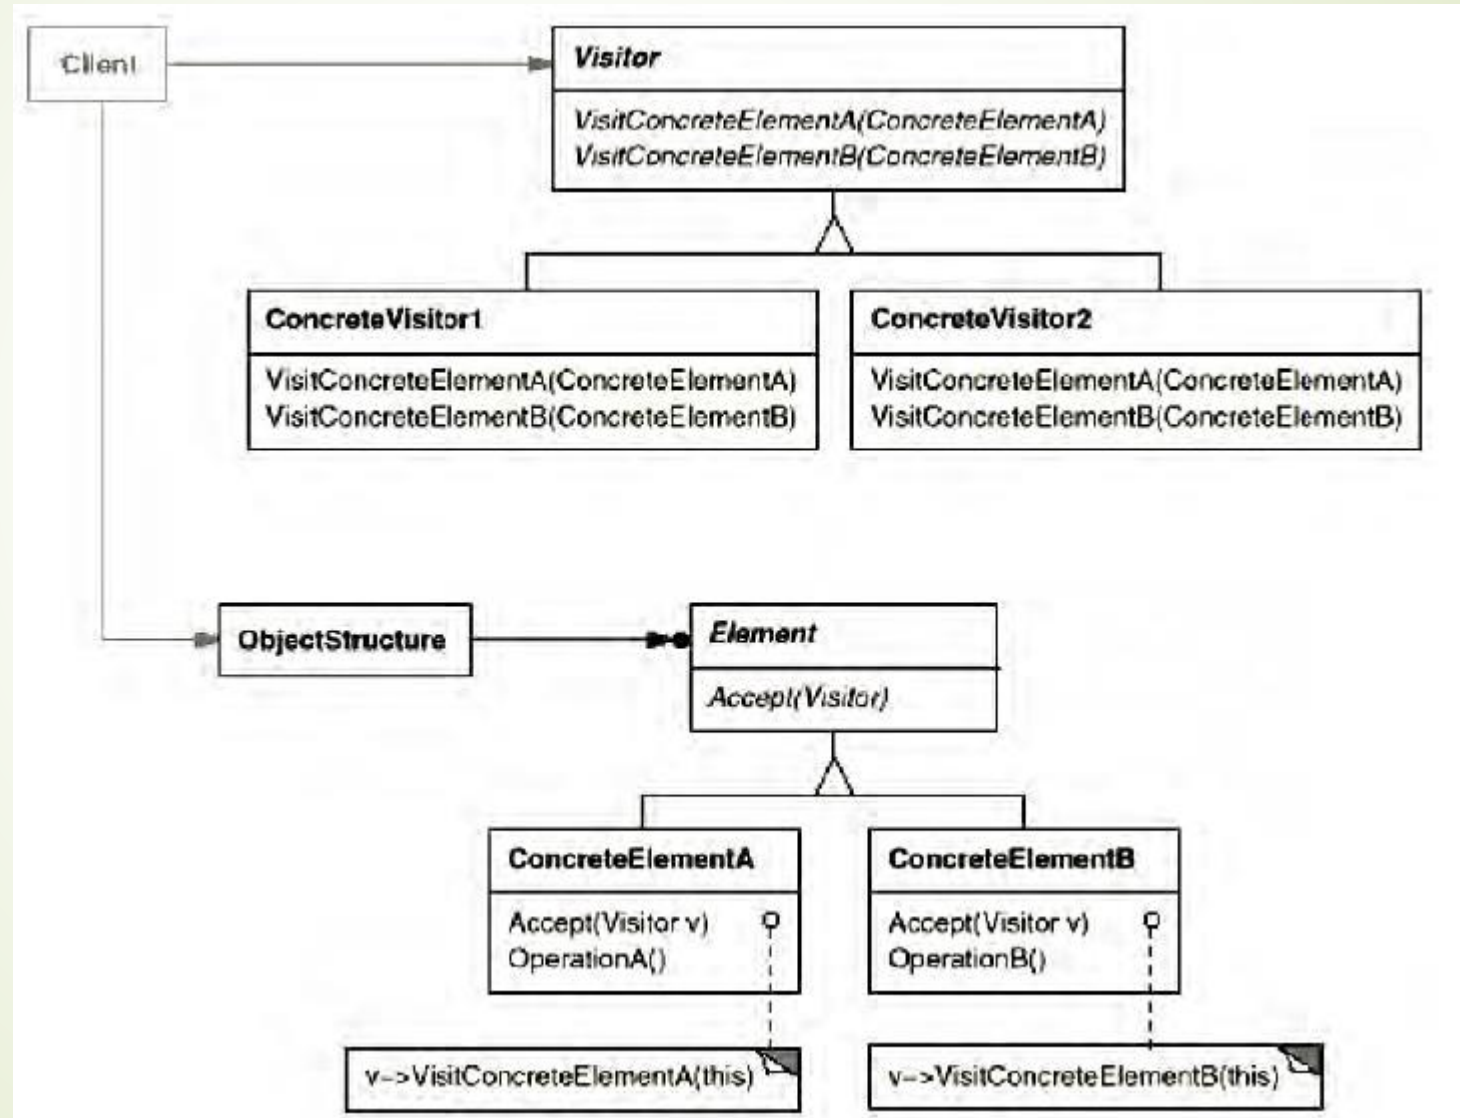 Client
Visitor
VisitConcreteElementA(ConcreteElementA)
VisitConcreteElementB(ConcreteElementB)
ConcreteVisitor1
VisitConcreteElementA(ConcreteElementA)
VisitConcreteElementB(ConcreteElementB)
ConcreteVisitor2
VisitConcreteElementA(ConcreteElementA)
VisitConcreteElementB(ConcreteElementB)
ObjectStructure
Element
Accept(Visitor)
ConcreteElementA
Accept(Visitor v)
OperationA()
ConcreteElementB
Accept(Visitor v)
OperationB()
v->VisitConcreteElementA(this)
v->VisitConcreteElementB(this)